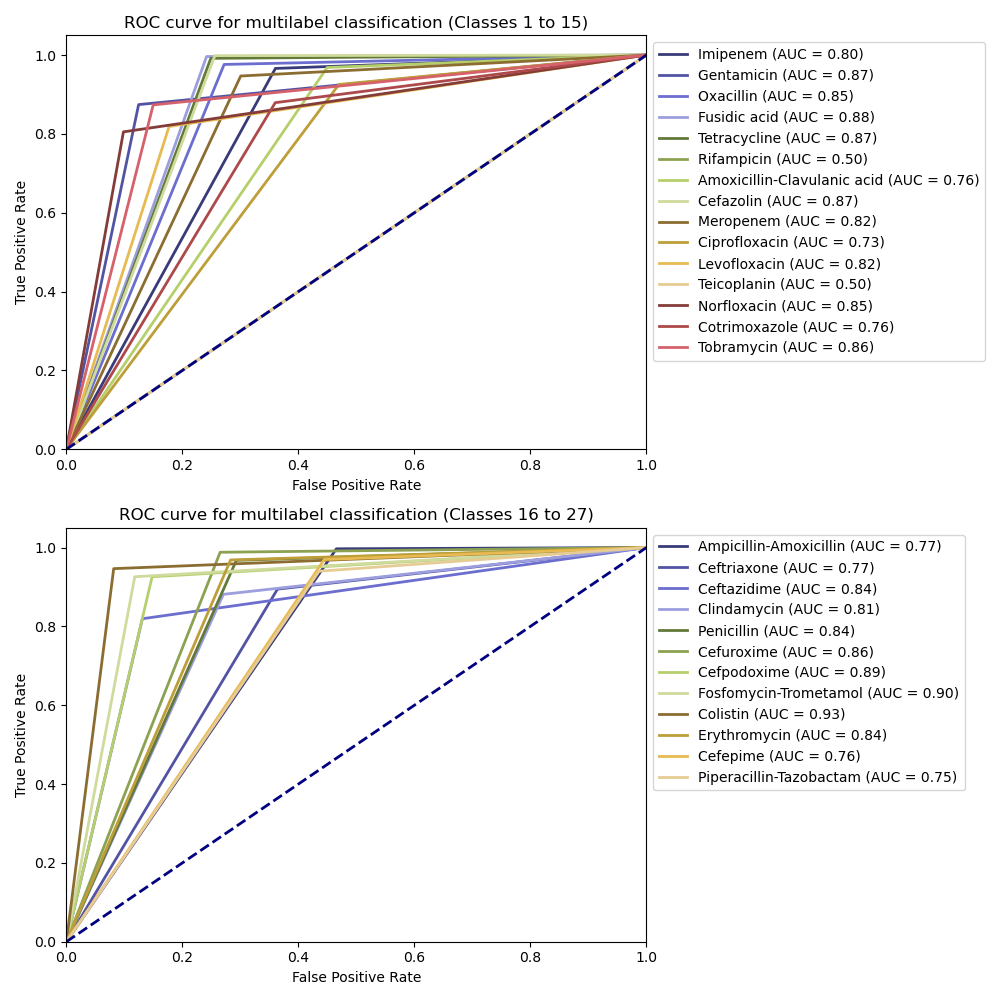 ROC curve for multilabel classification (Classes 1 to 15)
True Positive Rate
1.0
0.8
0.6
0.4
0.2
0.0
0.0 0.2 0.4 0.6 0.8 1.0
False Positive Rate
Imipenem (AUC = 0.80)
Gentamicin (AUC = 0.87)
Oxacillin (AUC = 0.85)
Fusidic acid (AUC = 0.88)
Tetracycline (AUC = 0.87)
Rifampicin (AUC = 0.50)
Amoxicillin-Clavulanic acid (AUC = 0.76)
Cefazolin (AUC = 0.87)
Meropenem (AUC = 0.82)
Ciprofloxacin (AUC = 0.73)
Levofloxacin (AUC = 0.82)
Teicoplanin (AUC = 0.50)
Norfloxacin (AUC = 0.85)
Cotrimoxazole (AUC = 0.76)
Tobramycin (AUC = 0.86)
ROC curve for multilabel classification (Classes 16 to 27)
True Positive Rate
1.0
0.8
0.6
0.4
0.2
0.0
0.0 0.2 0.4 0.6 0.8 1.0
False Positive Rate
Ampicillin-Amoxicillin (AUC = 0.77)
Ceftriaxone (AUC = 0.77)
Ceftazidime (AUC = 0.84)
Clindamycin (AUC = 0.81)
Penicillin (AUC = 0.84)
Cefuroxime (AUC = 0.86)
Cefpodoxime (AUC = 0.89)
Fosfomycin-Trometamol (AUC = 0.90)
Colistin (AUC = 0.93)
Erythromycin (AUC = 0.84)
Cefepime (AUC = 0.76)
Piperacillin-Tazobactam (AUC = 0.75)